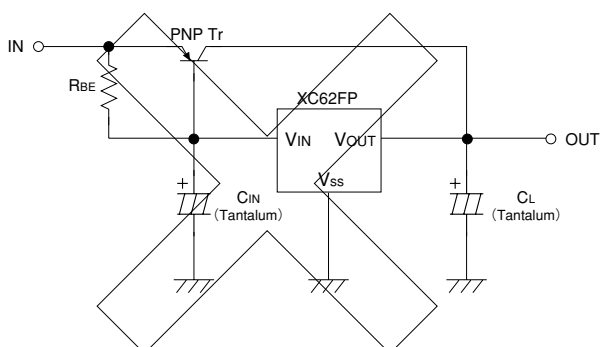 IN
PNP Tr
RBE
XC62FP
VIN
VOUT
OUT
VSS
+
CIN
(Tantalum)
+
CL
(Tantalum)